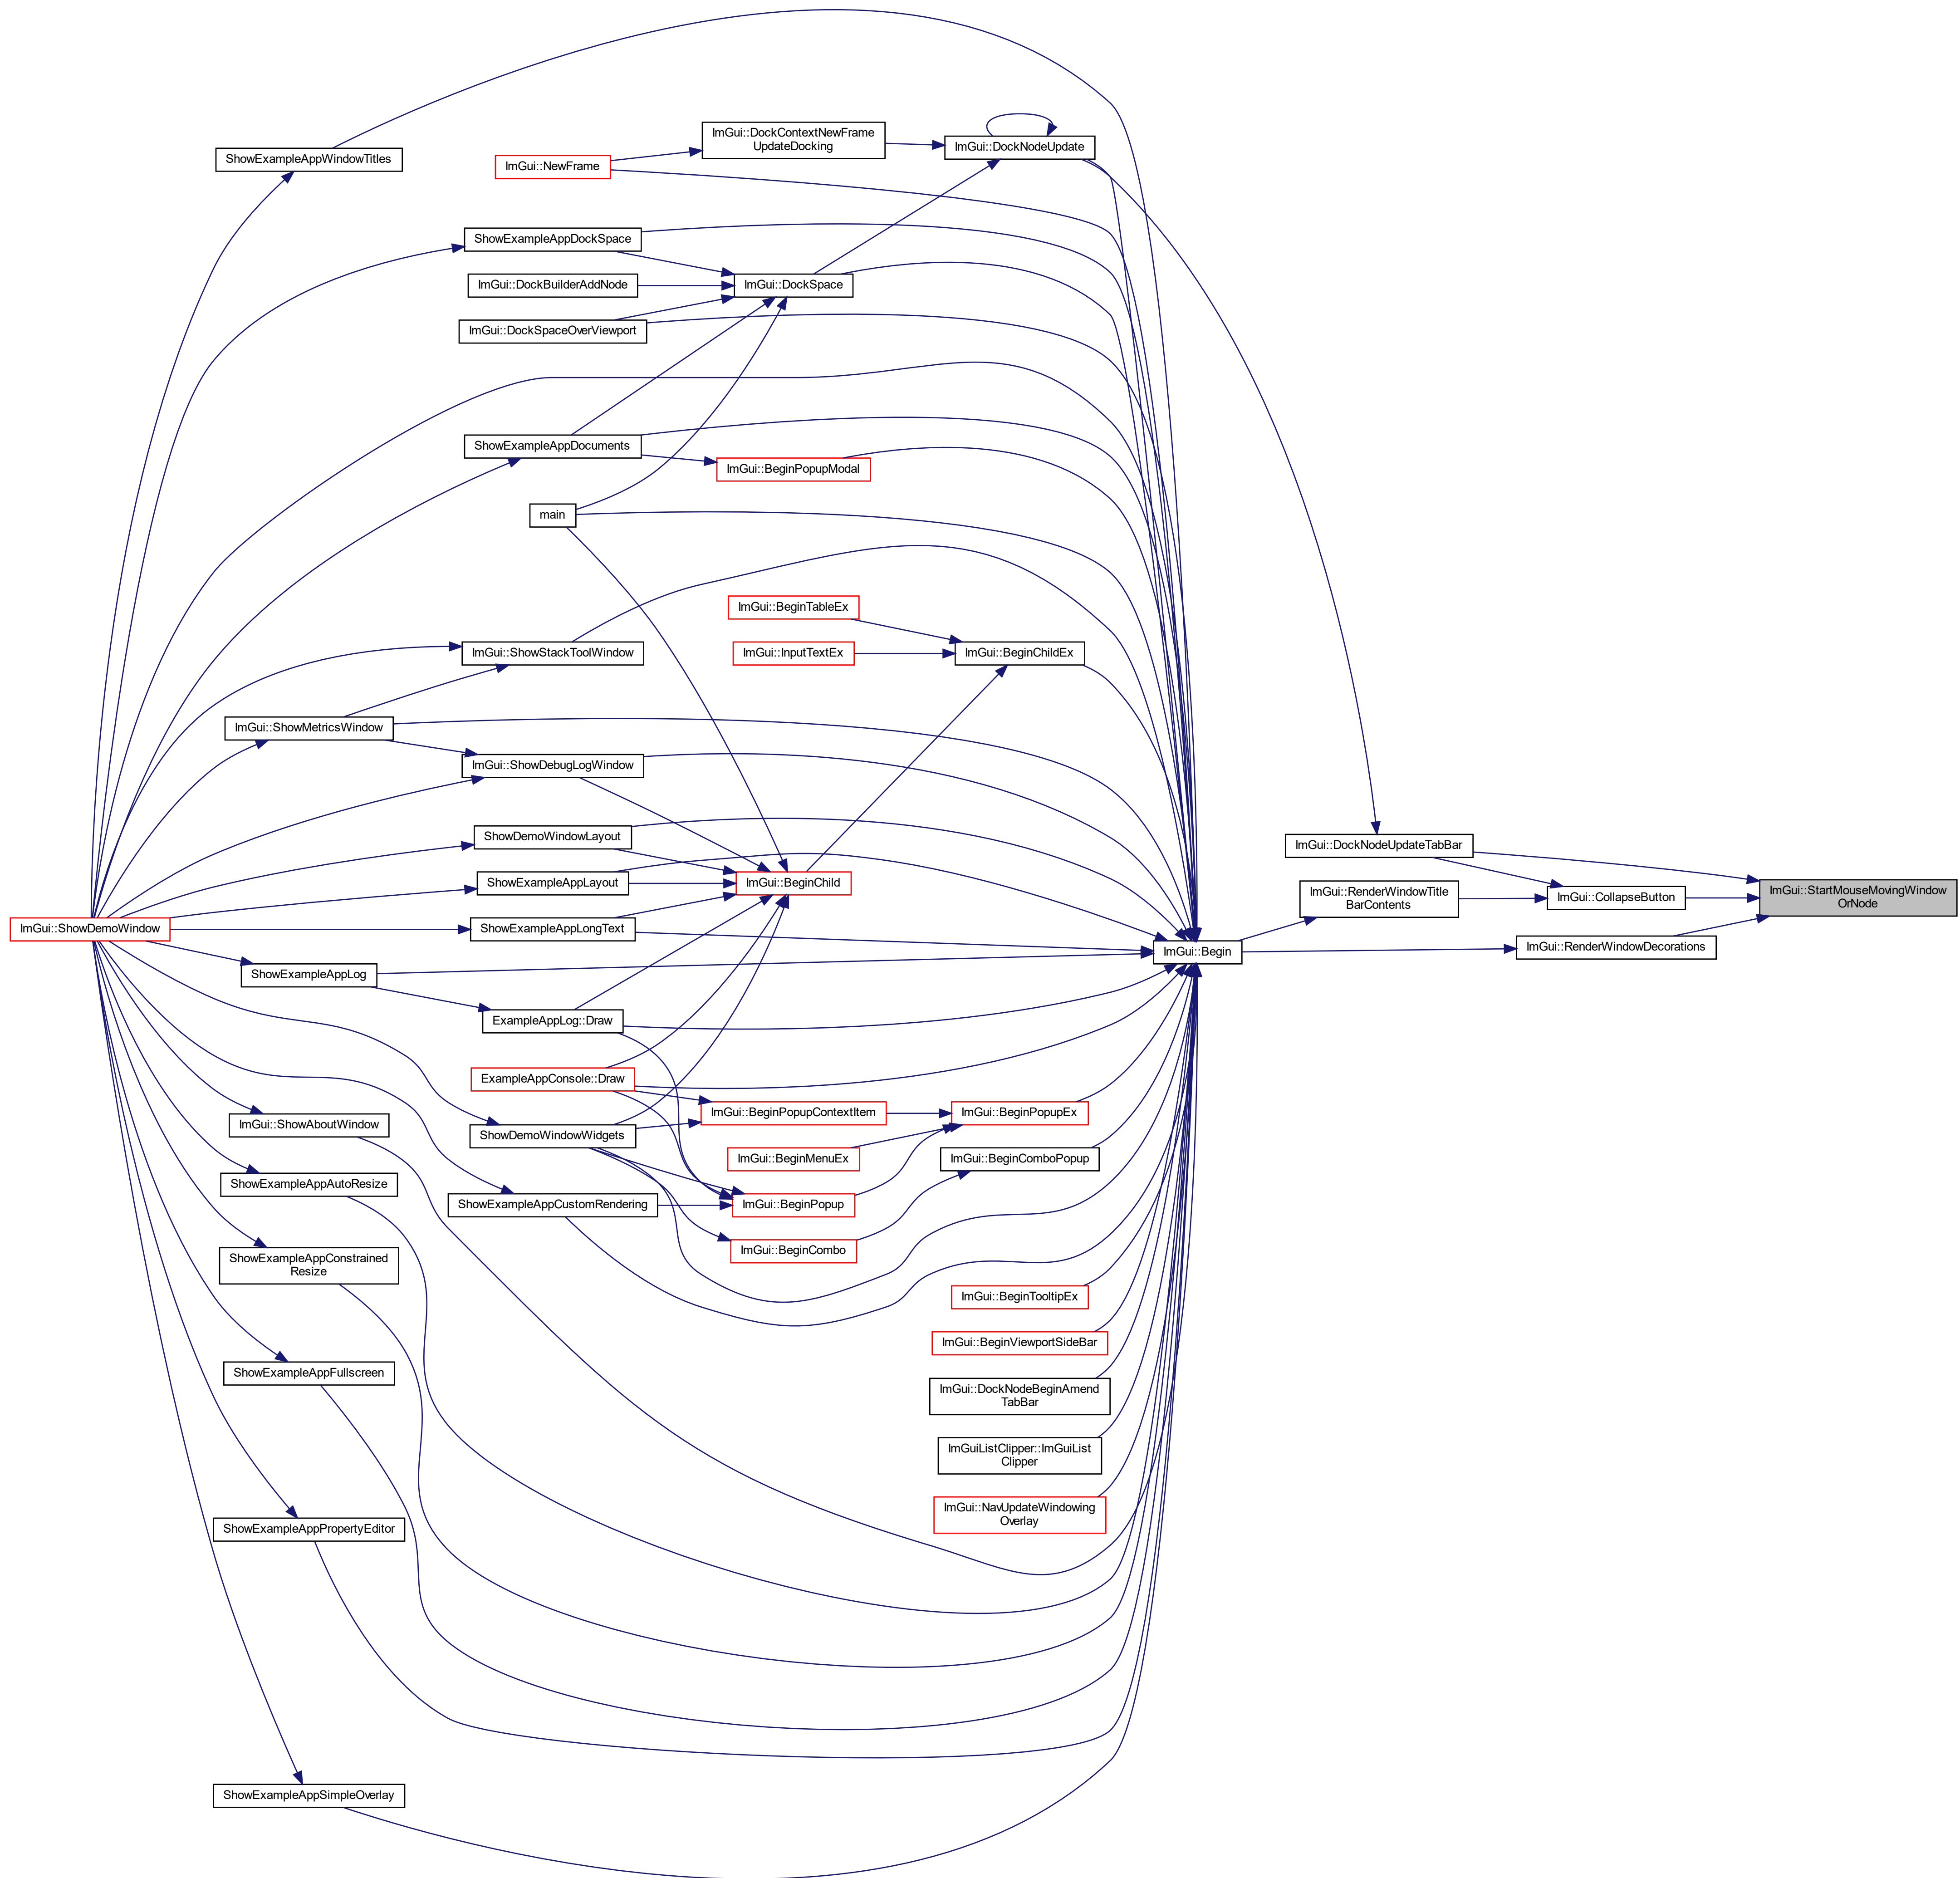 ShowExampleAppWindowTitles
ImGui::NewFrame
ImGui::DockContextNewFrame
UpdateDocking
ImGui::DockNodeUpdate
ShowExampleAppDockSpace
ImGui::DockBuilderAddNode
ImGui::DockSpace
ImGui::DockSpaceOverViewport
ShowExampleAppDocuments
ImGui::BeginPopupModal
main
ImGui::BeginTableEx
ImGui::ShowStackToolWindow
ImGui::InputTextEx
ImGui::BeginChildEx
ImGui::ShowMetricsWindow
ImGui::ShowDebugLogWindow
ShowDemoWindowLayout
ImGui::DockNodeUpdateTabBar
ShowExampleAppLayout
ImGui::BeginChild
ImGui::RenderWindowTitle
BarContents
ImGui::CollapseButton
ImGui::StartMouseMovingWindow
OrNode
ImGui::ShowDemoWindow
ShowExampleAppLongText
ImGui::Begin
ImGui::RenderWindowDecorations
ShowExampleAppLog
ExampleAppLog::Draw
ExampleAppConsole::Draw
ImGui::ShowAboutWindow
ImGui::BeginPopupContextItem
ImGui::BeginPopupEx
ShowDemoWindowWidgets
ImGui::BeginMenuEx
ImGui::BeginComboPopup
ShowExampleAppAutoResize
ShowExampleAppCustomRendering
ImGui::BeginPopup
ShowExampleAppConstrained
Resize
ImGui::BeginCombo
ImGui::BeginTooltipEx
ImGui::BeginViewportSideBar
ShowExampleAppFullscreen
ImGui::DockNodeBeginAmend
TabBar
ImGuiListClipper::ImGuiList
Clipper
ImGui::NavUpdateWindowing
Overlay
ShowExampleAppPropertyEditor
ShowExampleAppSimpleOverlay